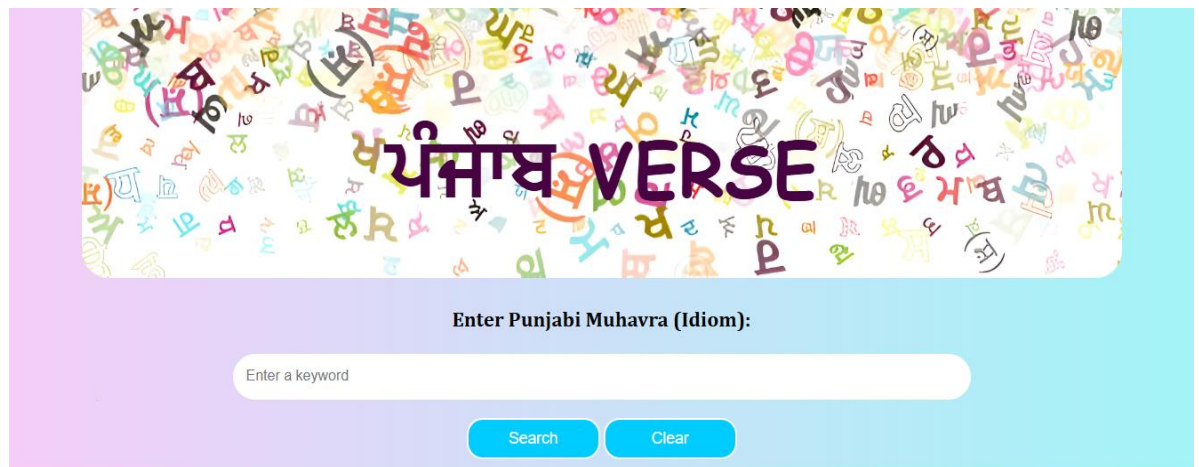 ਪੰਜਾਬ VERSE
Enter Punjabi Muhavra (Idiom):
Enter a keyword
Search Clear